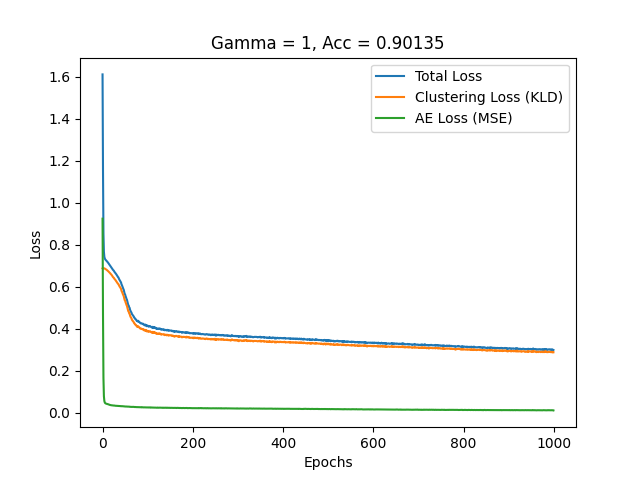 Gamma = 1, Acc = 0.90135
Total Loss
Clustering Loss (KLD)
AE Loss (MSE)
1.6
1.4
1.2
1.0
0.8
0.6
0.4
0.2
0.0
Loss
0 200 400 600 800 1000
Epochs